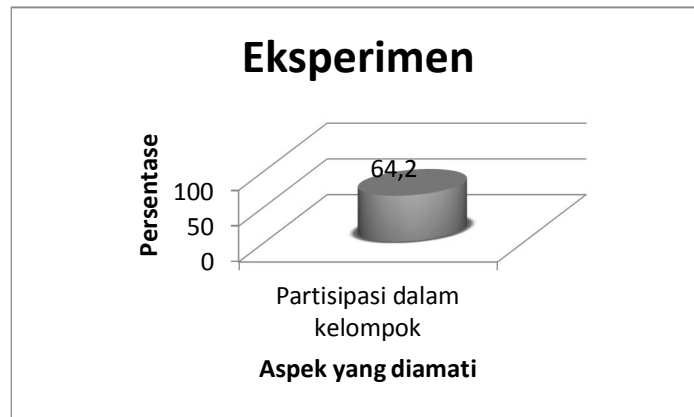 Eksperimen
Persentase
100
50
0
64,2
Partisipasi dalam
kelompok
Aspek yang diamati